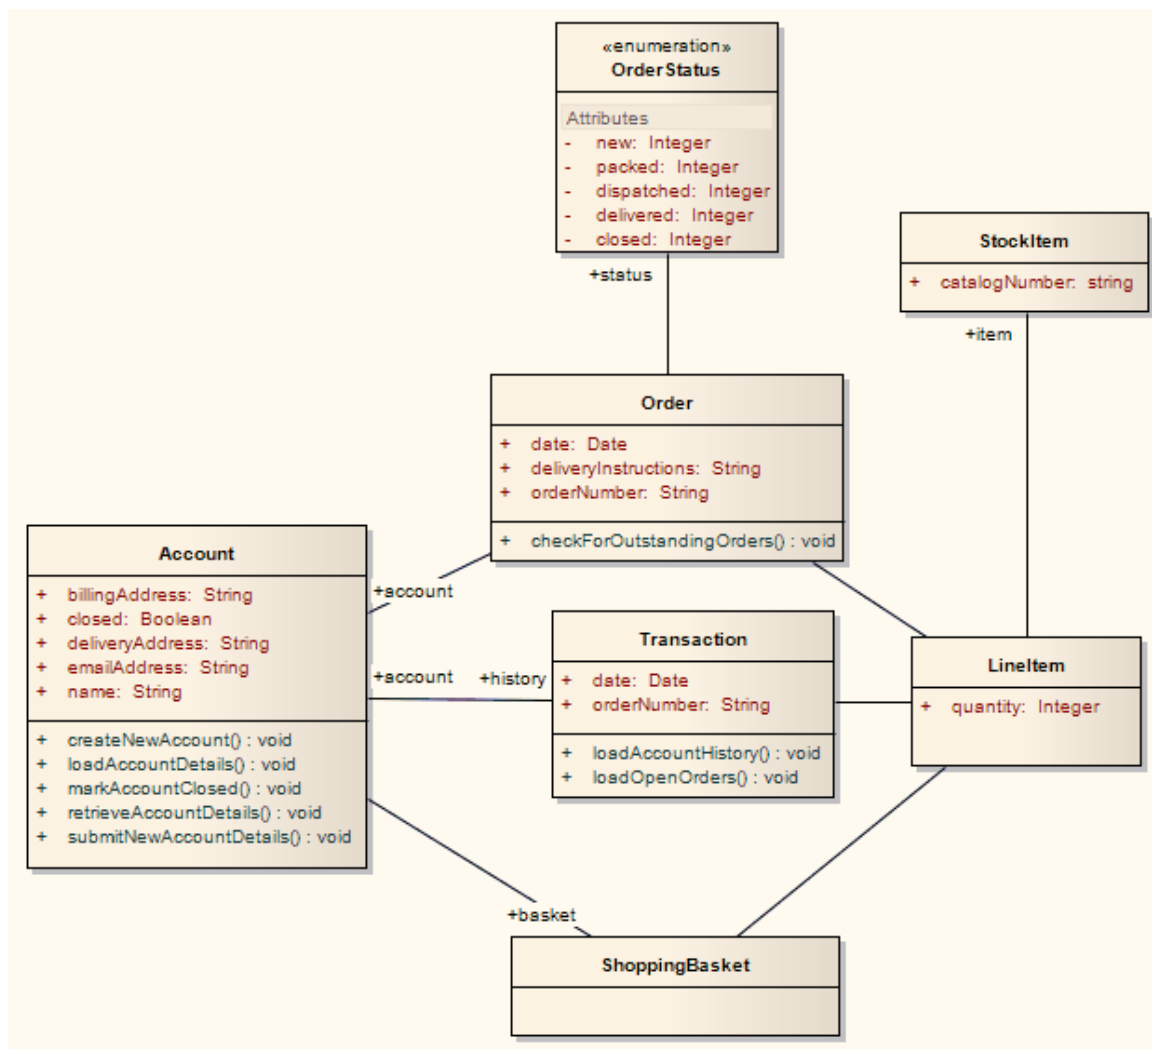 «enumeration»
OrderStatus
Attributes
- new: Integer
- packed: Integer
- dispatched: Integer
- delivered: Integer
- closed: Integer
+status
StockItem
+ catalogNumber: string
+item
Order
+ date: Date
+ deliveryInstructions: String
+ orderNumber: String
+ checkForOutstandingOrders() : void
Account
+ billingAddress: String
+ closed: Boolean
+ deliveryAddress: String
+ emailAddress: String
+ name: String
+ createNewAccount() : void
+ loadAccountDetails() : void
+ markAccountClosed() : void
+ retrieveAccountDetails() : void
+ submitNewAccountDetails() : void
+account
+account
+history
Transaction
+ date: Date
+ orderNumber: String
+ loadAccountHistory() : void
+ loadOpenOrders() : void
LineItem
+ quantity: Integer
+basket
ShoppingBasket